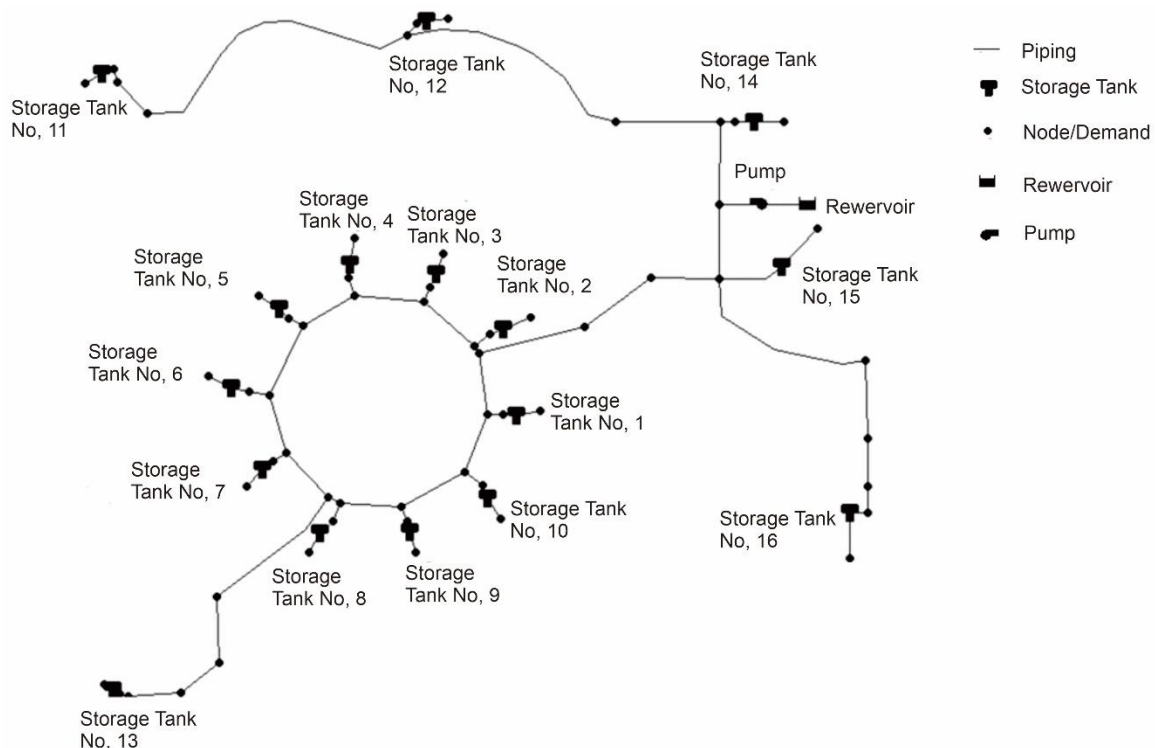 Storage Tank
No, 12
Storage Tank
No, 14
Piping
Storage Tank
Node/Demand
Rewervoir
Pump
Storage Tank
No, 11
Pump
Rewervoir
Storage
Tank No, 4
Storage
Tank No, 3
Storage
Tank No, 2
Storage Tank
No, 15
Storage
Tank No, 5
Storage
Tank No, 6
Storage
Tank No, 1
Storage
Tank No, 7
Storage Tank
No, 10
Storage Tank
No, 16
Storage
Tank No, 8
Storage
Tank No, 9
Storage Tank
No, 13